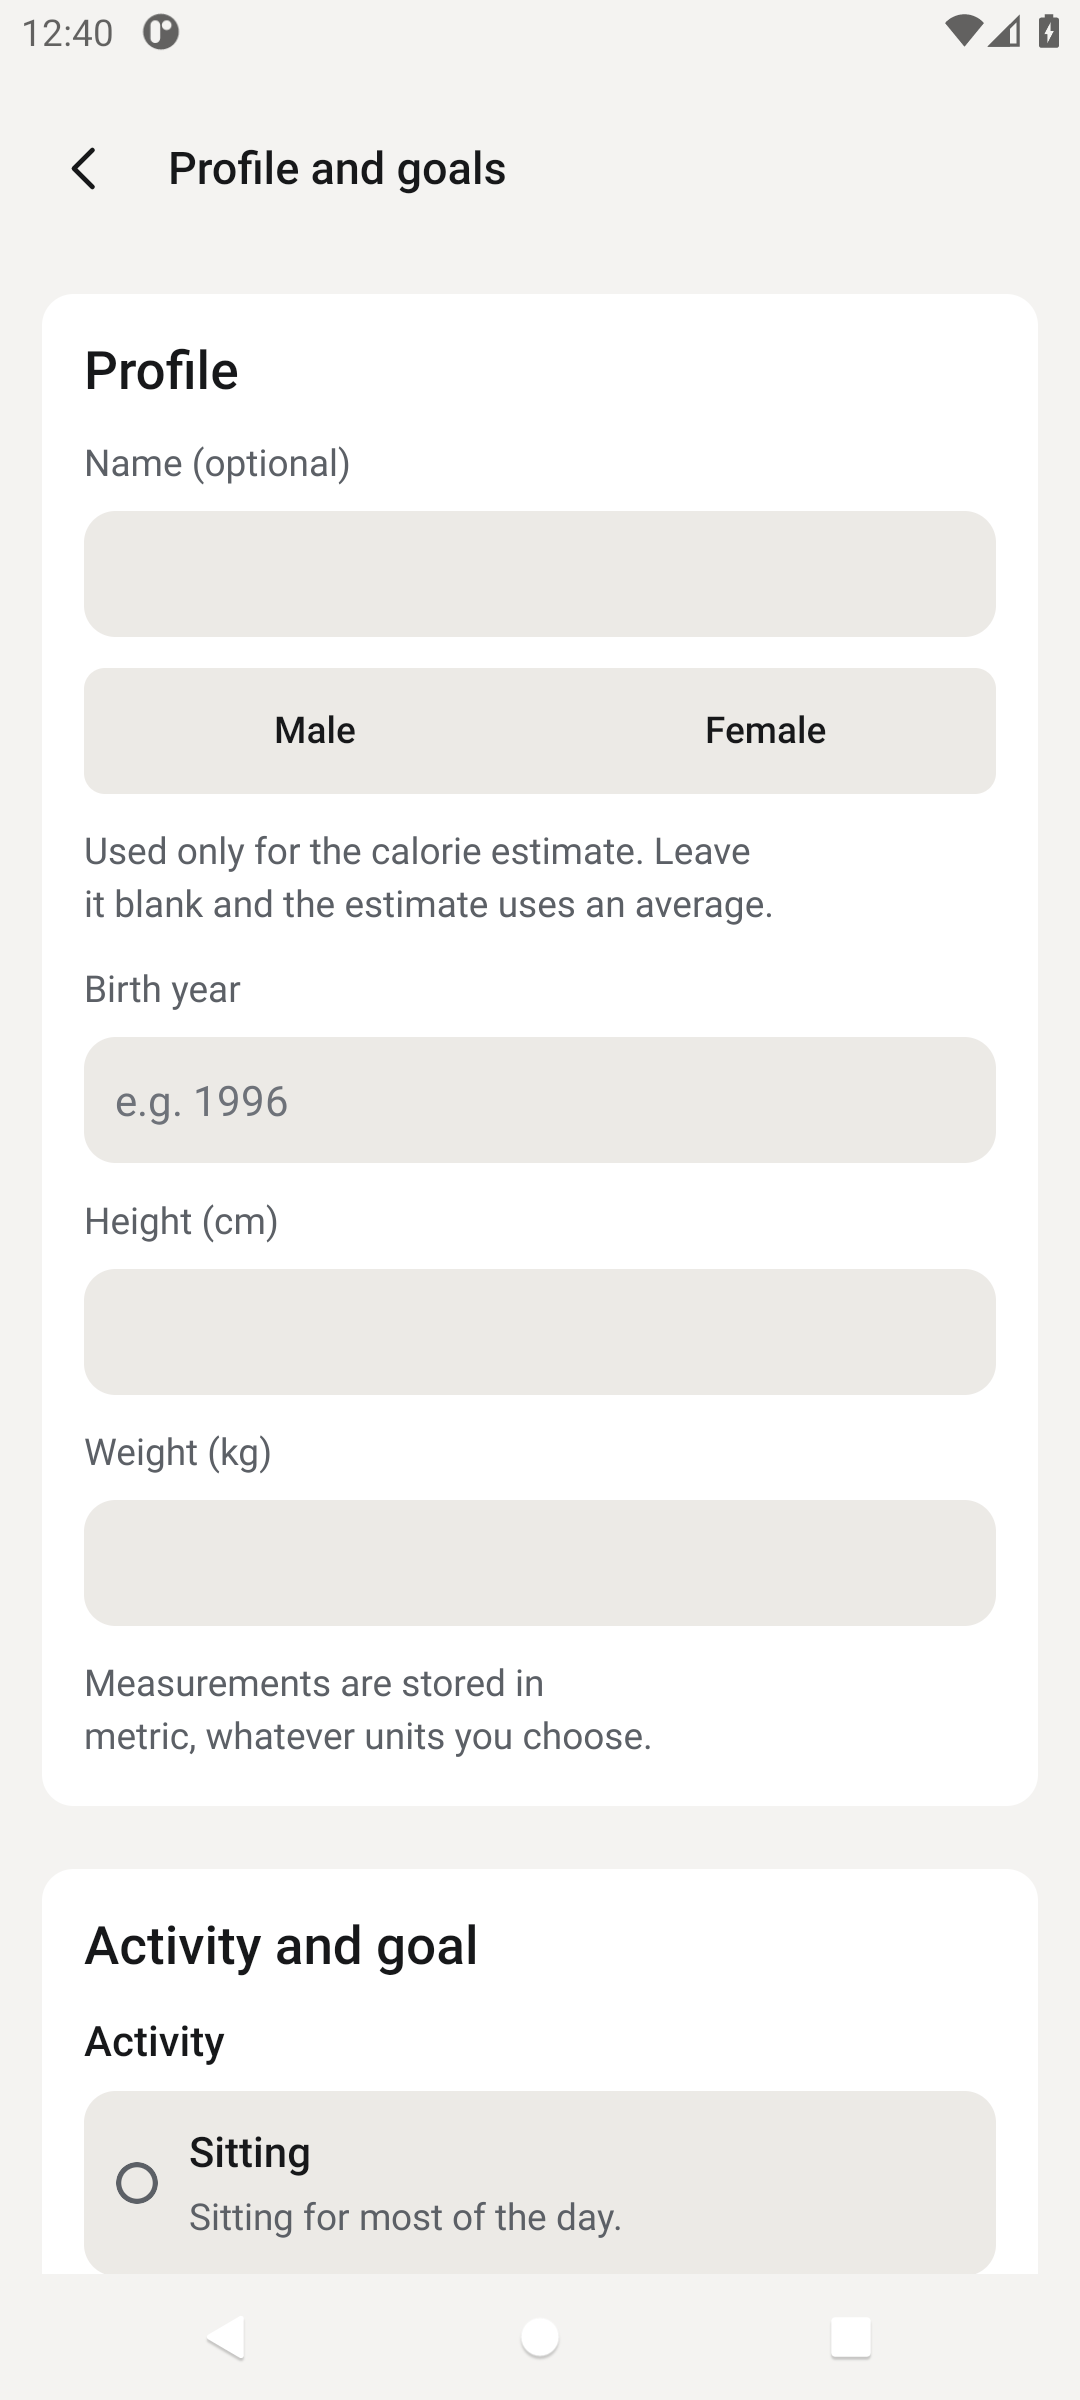 12:40
Profile and goals
Profile
Name (optional)
Male
Female
Used only for the calorie estimate. Leave
it blank and the estimate uses an average.
Birth year
e.g. 1996
Height (cm)
Weight (kg)
Measurements are stored in
metric, whatever units you choose.
Activity and goal
Activity
Sitting
Sitting for most of the day.